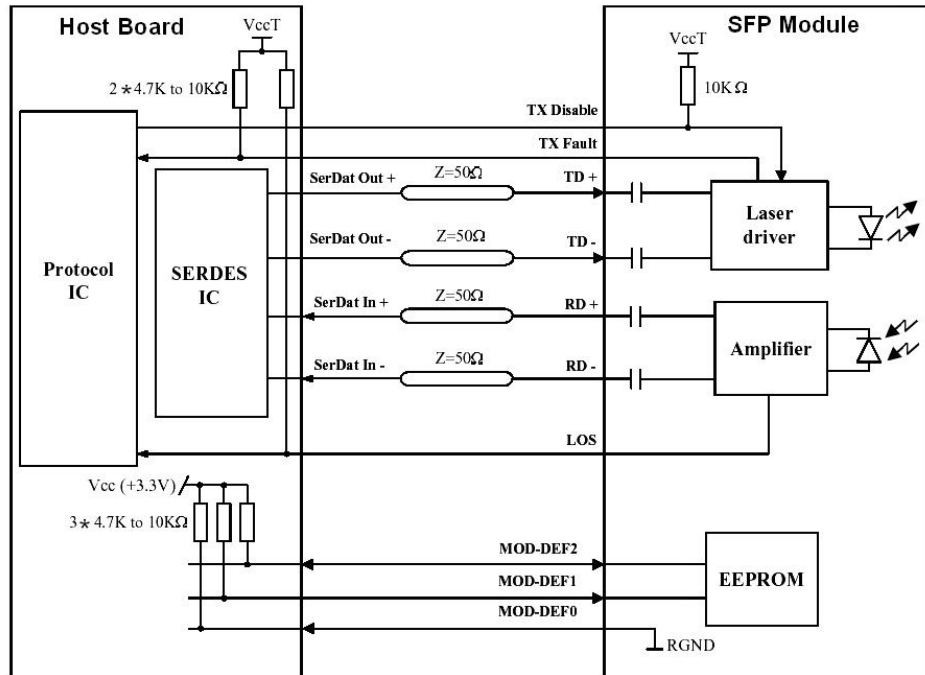 Host Board
SFP Module
VccT
VccT
2*4.7K to 10KΩ
10KΩ
TX Disable
TX Fault
SerDat Out +
Z=50Ω
TD +
Laser driver
SerDat Out -
Z=50Ω
TD -
Protocol IC
SERDES IC
SerDat In +
Z=50Ω
RD +
Amplifier
SerDat In -
Z=50Ω
RD -
LOS
Vcc (+3.3V)
3*4.7K to 10KΩ
MOD-DEF2
EEPROM
MOD-DEF1
MOD-DEF0
RGND